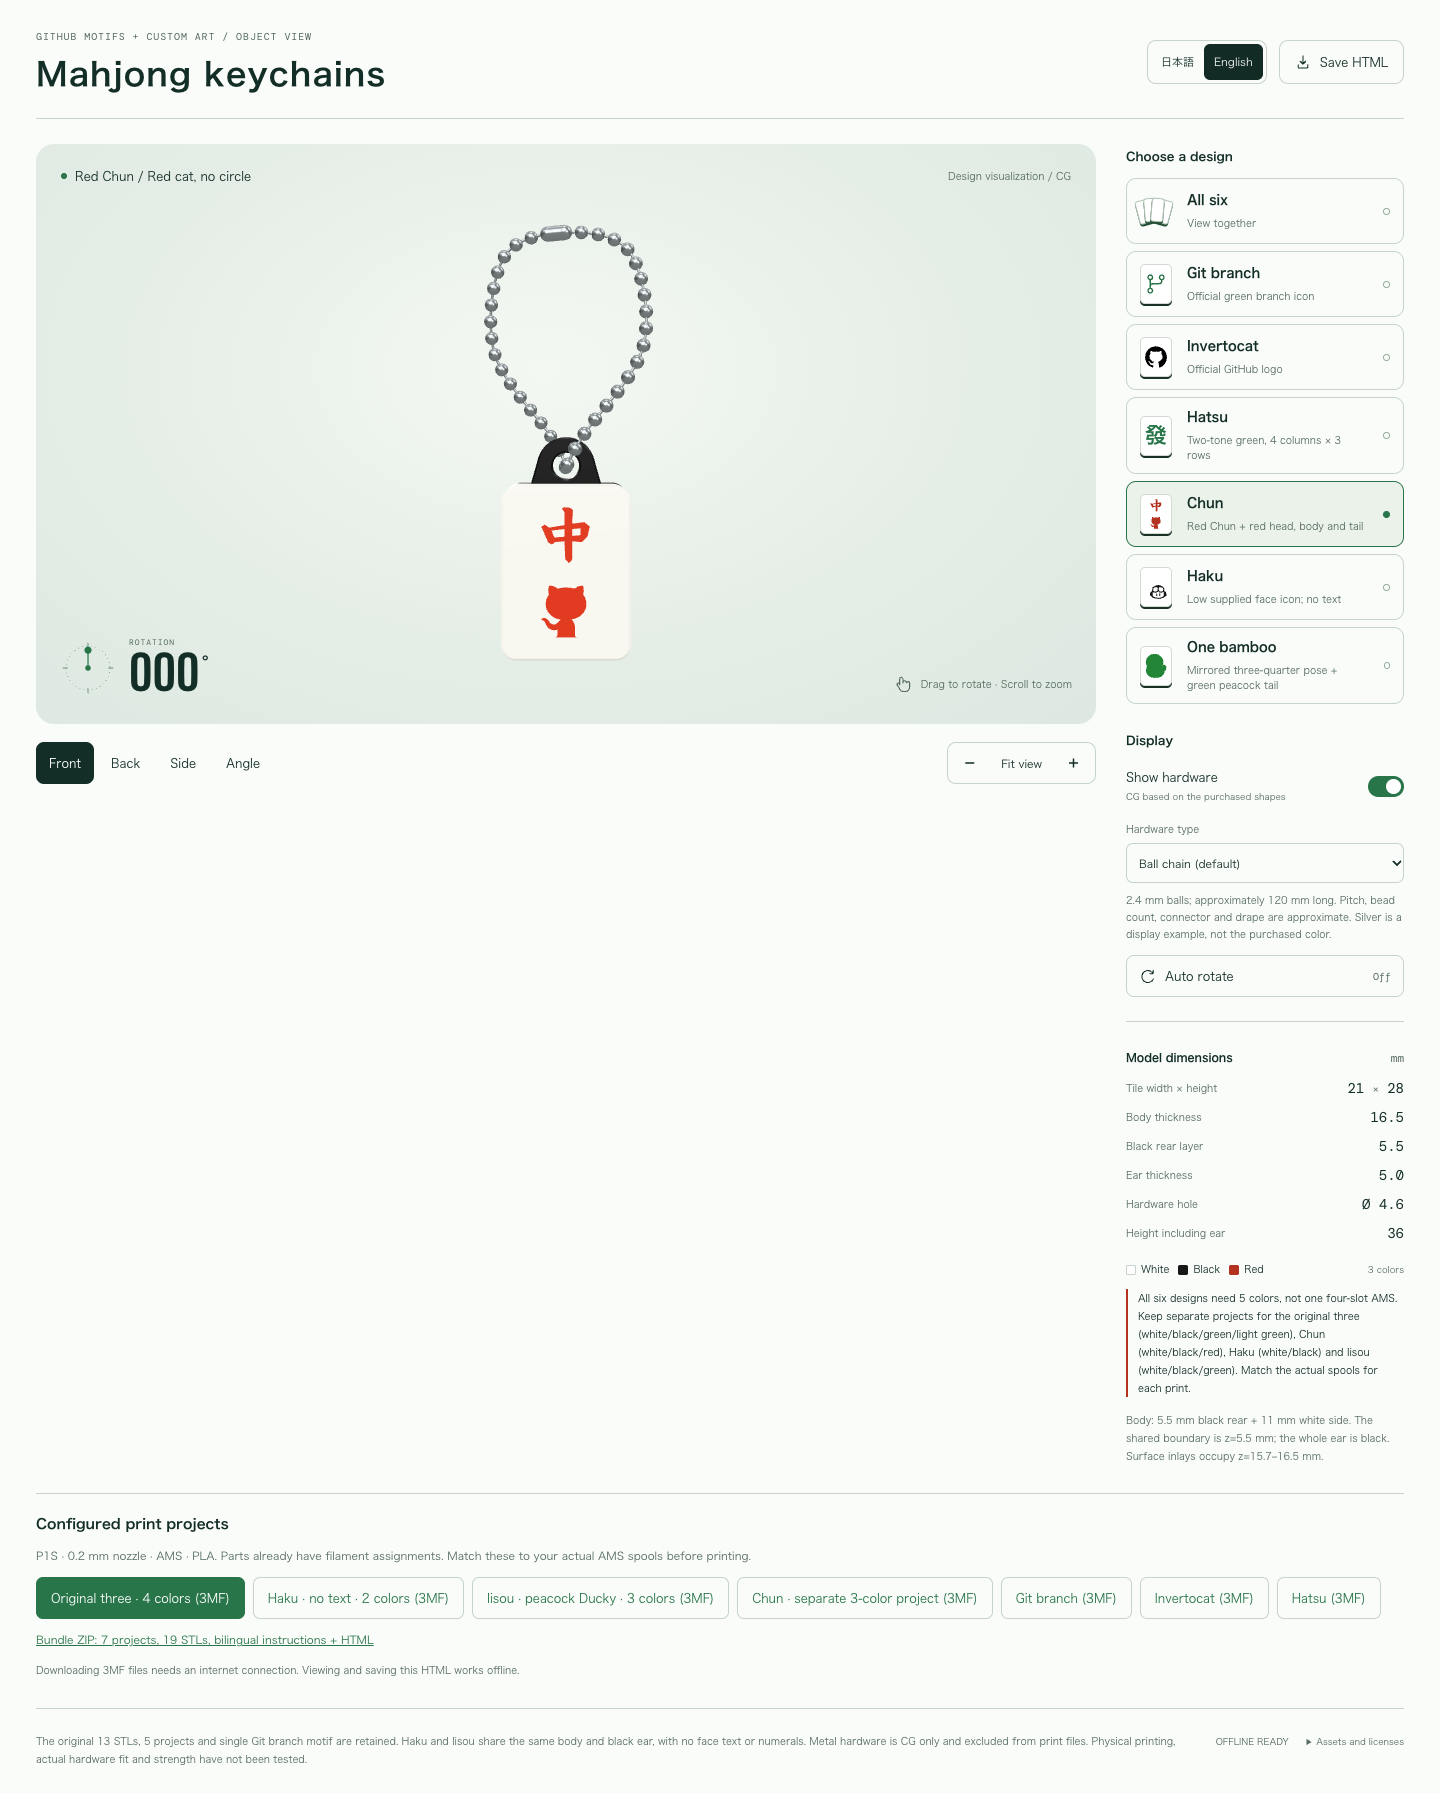 GITHUB MOTIFS + CUSTOM ART / OBJECT VIEW
Mahjong keychains
日本語
English
Save HTML
Red Chun / Red cat, no circle
Design visualization / CG
中
ROTATION
000°
Drag to rotate · Scroll to zoom
Front
Back
Side
Angle
− Fit view +
Choose a design
All six
View together
Git branch
Official green branch icon
Invertocat
Official GitHub logo
發
Hatsu
Two-tone green, 4 columns × 3
rows
中
Chun
Red Chun + red head, body and tail
Haku
Low supplied face icon; no text
One bamboo
Mirrored three-quarter pose +
green peacock tail
Display
Show hardware
CG based on the purchased shapes
Hardware type
Ball chain (default)
2.4 mm balls; approximately 120 mm long. Pitch, bead
count, connector and drape are approximate. Silver is a
display example, not the purchased color.
Auto rotate
Off
Model dimensions
mm
Tile width × height
21 × 28
Body thickness
16.5
Black rear layer
5.5
Ear thickness
5.0
Hardware hole
Ø 4.6
Height including ear
36
White
Black
Red
3 colors
All six designs need 5 colors, not one four-slot AMS.
Keep separate projects for the original three
(white/black/green/light green), Chun
(white/black/red), Haku (white/black) and Iisou
(white/black/green). Match the actual spools for
each print.
Body: 5.5 mm black rear + 11 mm white side. The
shared boundary is z=5.5 mm; the whole ear is black.
Surface inlays occupy z=15.7–16.5 mm.
Configured print projects
P1S · 0.2 mm nozzle · AMS · PLA. Parts already have filament assignments. Match these to your actual AMS spools before printing.
Original three · 4 colors (3MF)
Haku · no text · 2 colors (3MF)
Iisou · peacock Ducky · 3 colors (3MF)
Chun · separate 3-color project (3MF)
Git branch (3MF)
Invertocat (3MF)
Hatsu (3MF)
Bundle ZIP: 7 projects, 19 STLs, bilingual instructions + HTML
Downloading 3MF files needs an internet connection. Viewing and saving this HTML works offline.
The original 13 STLs, 5 projects and single Git branch motif are retained. Haku and Iisou share the same body and black ear, with no face text or numerals. Metal hardware is CG only and excluded from print files. Physical printing,
actual hardware fit and strength have not been tested.
OFFLINE READY
▶ Assets and licenses